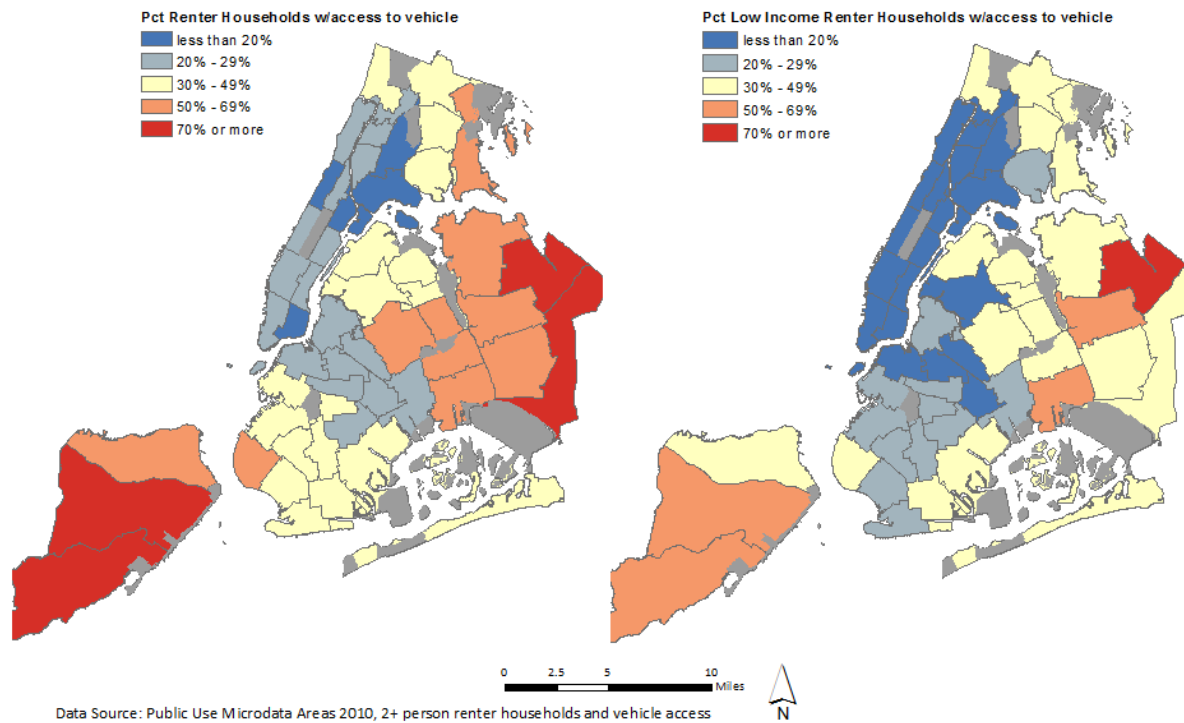 Pct Renter Households w/access to vehicle
less than 20%
20% - 29%
30% - 49%
50% - 69%
70% or more
Pct Low Income Renter Households w/access to vehicle
less than 20%
20% - 29%
30% - 49%
50% - 69%
70% or more
0 2.5 5 10
Miles
N
Data Source: Public Use Microdata Areas 2010, 2+ person renter households and vehicle access